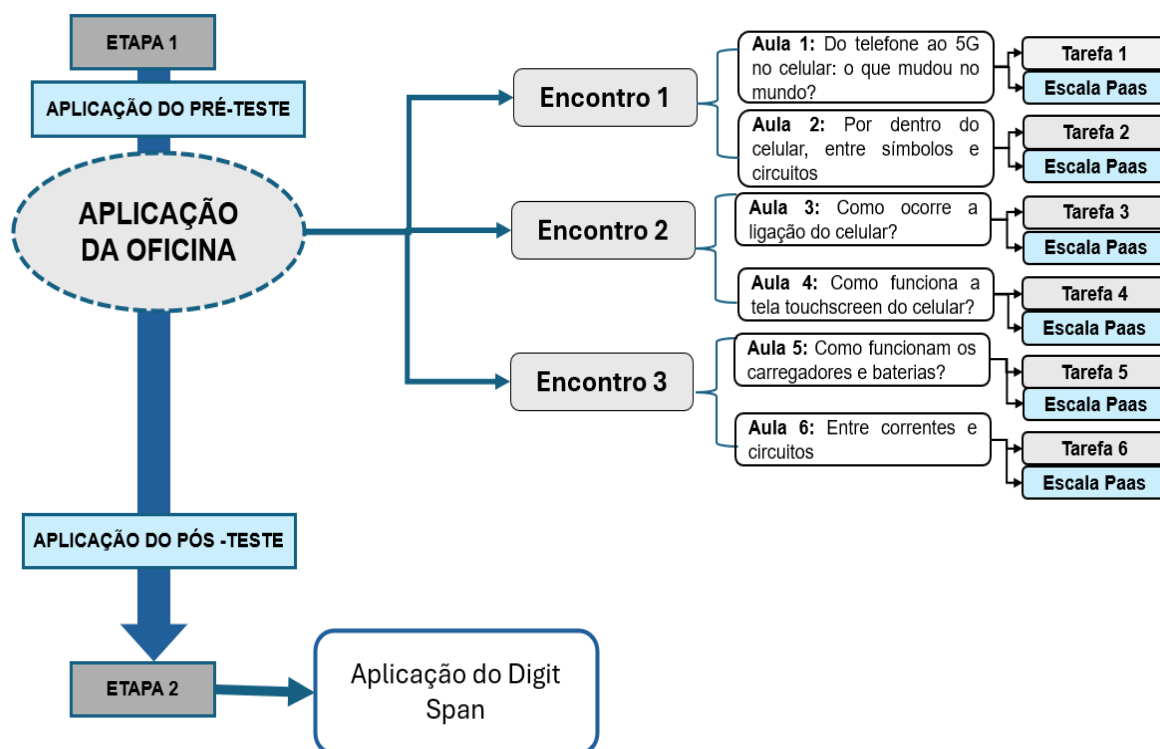 ETAPA 1
APLICAÇÃO DO PRÉ-TESTE
APLICAÇÃO
DA OFICINA
Encontro 1
Aula 1: Do telefone ao 5G
no celular: o que mudou no
mundo?
Tarefa 1
Escala Paas
Aula 2: Por dentro do
celular, entre símbolos e
circuitos
Tarefa 2
Escala Paas
Encontro 2
Aula 3: Como ocorre a
ligação do celular?
Tarefa 3
Escala Paas
Aula 4: Como funciona a
tela touchscreen do celular?
Tarefa 4
Escala Paas
Encontro 3
Aula 5: Como funcionam os
carregadores e baterias?
Tarefa 5
Escala Paas
Aula 6: Entre correntes e
circuitos
Tarefa 6
Escala Paas
APLICAÇÃO DO PÓS -TESTE
ETAPA 2
Aplicação do Digit
Span